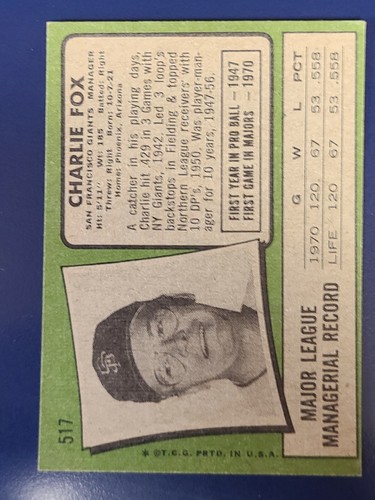 517
CHARLIE FOX
SAN FRANCISCO GIANTS MANAGER
Ht: 5'11" Wt: 185 Batted: Right
Threw: Right Born: 10-7-21
Home: Phoenix, Arizona
A catcher in his playing days,
Charlie hit .429 in 3 Games with
NY Giants, 1942. Led 3 loop's
backstops in Fielding & topped
Northern League receivers' with
10 DP's, 1950. Was player-man-
ager for 10 years, 1947-56.
FIRST YEAR IN PRO BALL — 1947
FIRST GAME IN MAJORS — 1970
SF
* © T.C.G. PRTD. IN U.S.A.
MAJOR LEAGUE
MANAGERIAL RECORD
G W L PCT
1970 120. 67 53 .558
LIFE 120 67 53 .558